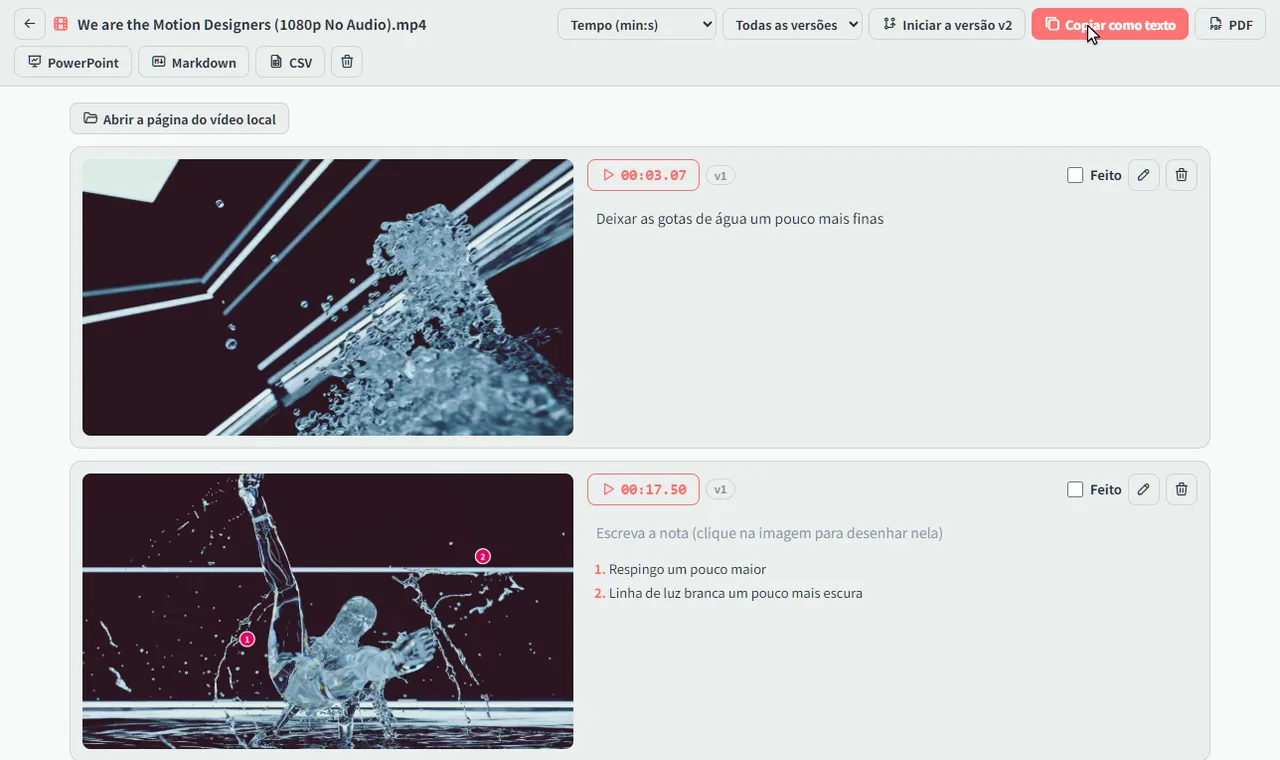 We are the Motion Designers (1080p No Audio).mp4
Tempo (min:s)
Todas as versões
Iniciar a versão v2
Copiar como texto
PDF
PowerPoint
Markdown
CSV
Abrir a página do vídeo local
00:03.07
v1
Feito
Deixar as gotas de água um pouco mais finas
00:17.50
v1
Feito
Escreva a nota (clique na imagem para desenhar nela)
1. Respingo um pouco maior
2. Linha de luz branca um pouco mais escura
2
1